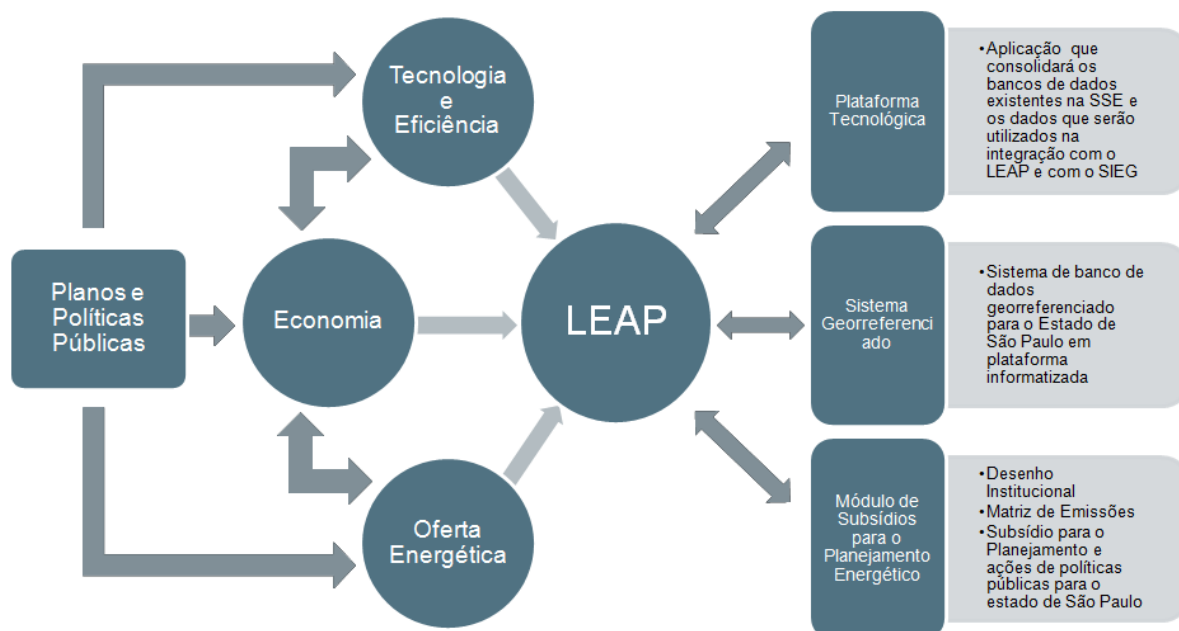 Planos e
Políticas
Públicas
Tecnologia
e
Eficiência
Economia
Oferta
Energética
LEAP
Plataforma
Tecnológica
•Aplicação que
consolidará os
bancos de dados
existentes na SSE e
os dados que serão
utilizados na
integração com o
LEAP e com o SIEG
Sistema
Georreferenci
ado
•Sistema de banco de
dados
georreferenciado
para o Estado de
São Paulo em
plataforma
informatizada
Módulo de
Subsídios
para o
Planejamento
Energético
•Desenho
Institucional
•Matriz de Emissões
•Subsídio para o
Planejamento e
ações de políticas
públicas para o
estado de São Paulo